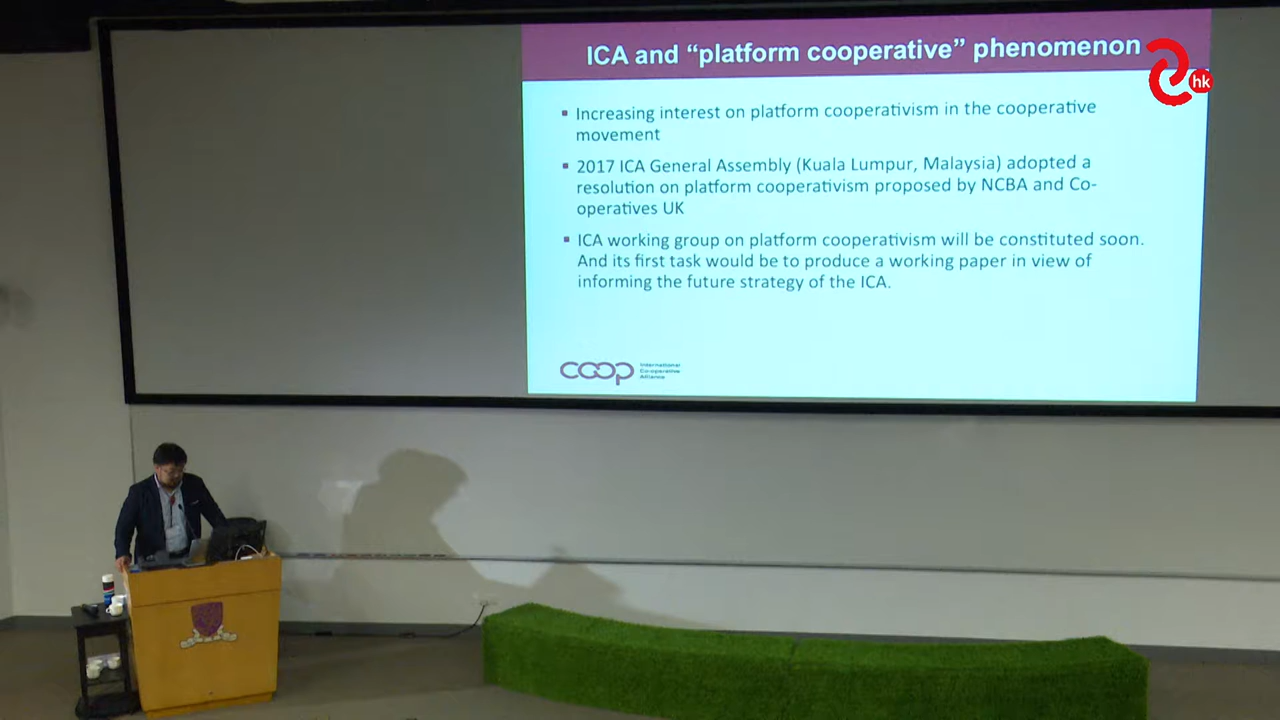 ICA and “platform cooperative” phenomenon
hk
▪ Increasing interest on platform cooperativism in the cooperative
movement
▪ 2017 ICA General Assembly (Kuala Lumpur, Malaysia) adopted a
resolution on platform cooperativism proposed by NCBA and Co-
operatives UK
▪ ICA working group on platform cooperativism will be constituted soon.
And its first task would be to produce a working paper in view of
informing the future strategy of the ICA.
coop
International
Co-operative
Alliance